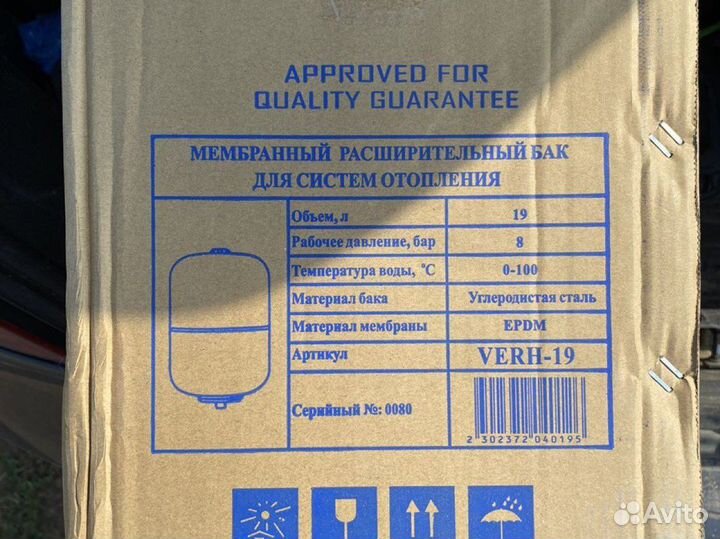 APPROVED FOR
QUALITY GUARANTEE
МЕМБРАННЫЙ РАСШИРИТЕЛЬНЫЙ БАК
ДЛЯ СИСТЕМ ОТОПЛЕНИЯ
Объем, л 19
Рабочее давление, бар 8
Температура воды, °C 0-100
Материал бака Углеродистая сталь
Материал мембраны EPDM
Артикул VERH-19
Серийный №: 0080
2 302372 040195
Avito